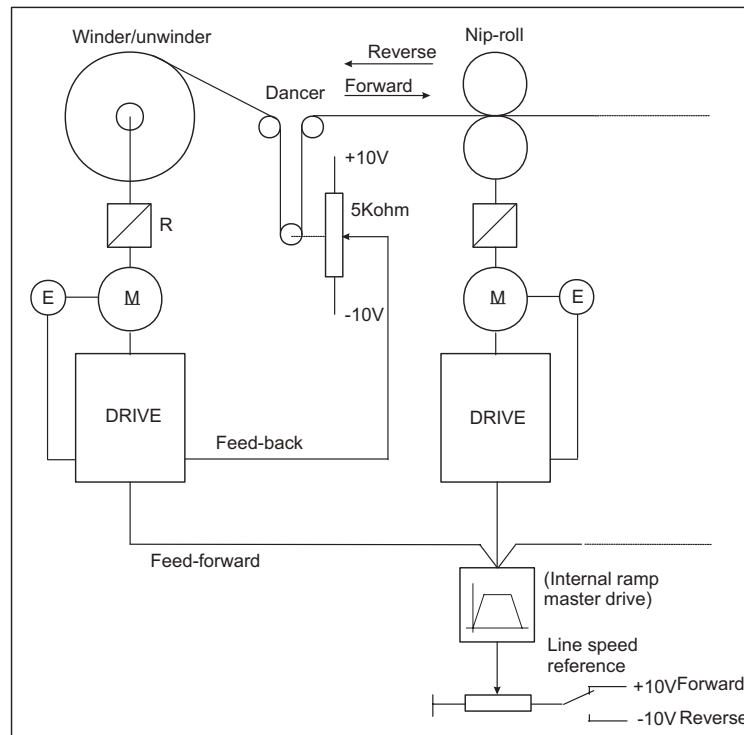 Winder/unwinder
Nip-roll
Reverse
Forward
Dancer
+10V
5Kohm
R
E
M
-10V
M
E
DRIVE
DRIVE
Feed-back
Feed-forward
(Internal ramp
master drive)
Line speed
reference
+10V Forward
-10V Reverse